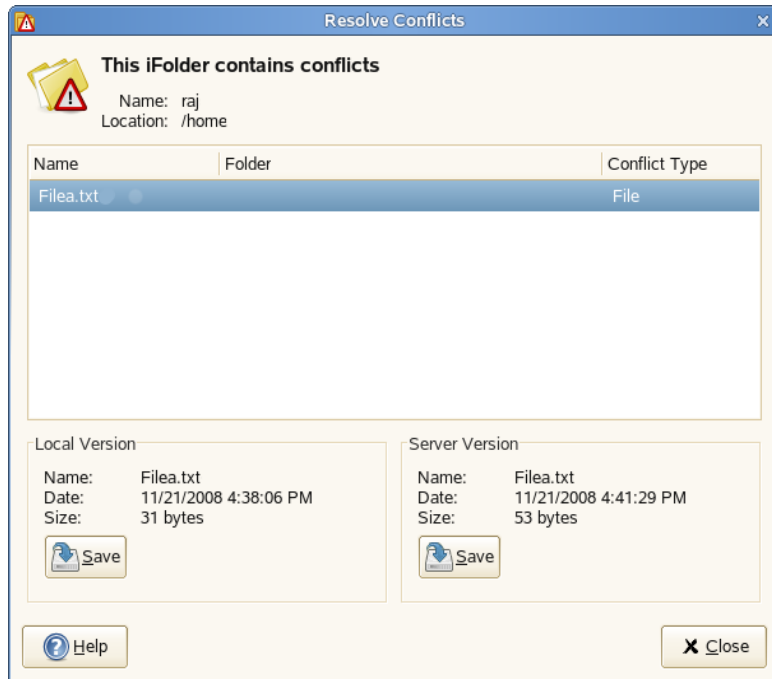 Resolve Conflicts
This iFolder contains conflicts
Name: raj
Location: /home
Name Folder Conflict Type
Filea.txt File
Local Version
Name: Filea.txt
Date: 11/21/2008 4:38:06 PM
Size: 31 bytes
Save
Server Version
Name: Filea.txt
Date: 11/21/2008 4:41:29 PM
Size: 53 bytes
Save
Help
Close